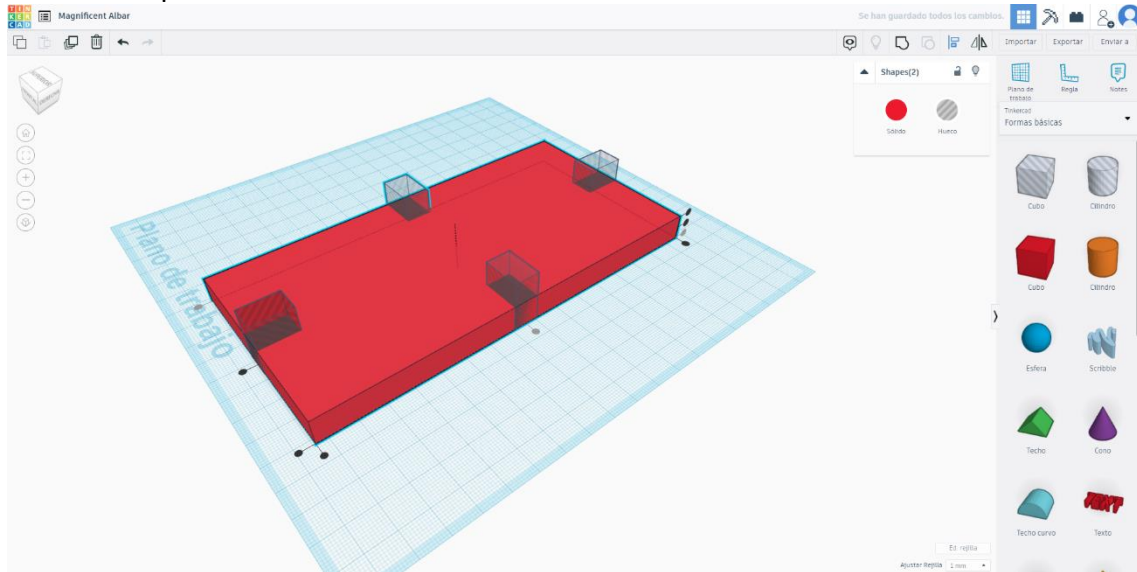 TIN
KER
CAD
Magnificent Albar
Se han guardado todos los cambios.
Importar
Exportar
Enviar a
Shapes(2)
Sólido
Hueco
Plano de trabajo
Regla
Notes
Tinkercad
Formas básicas
Cubo
Cilindro
Cubo
Cilindro
Esfera
Scribble
Techo
Cono
Techo curvo
Texto
TEXT
Plano de trabajo
Ed. rejilla
Ajustar Rejilla
1 mm